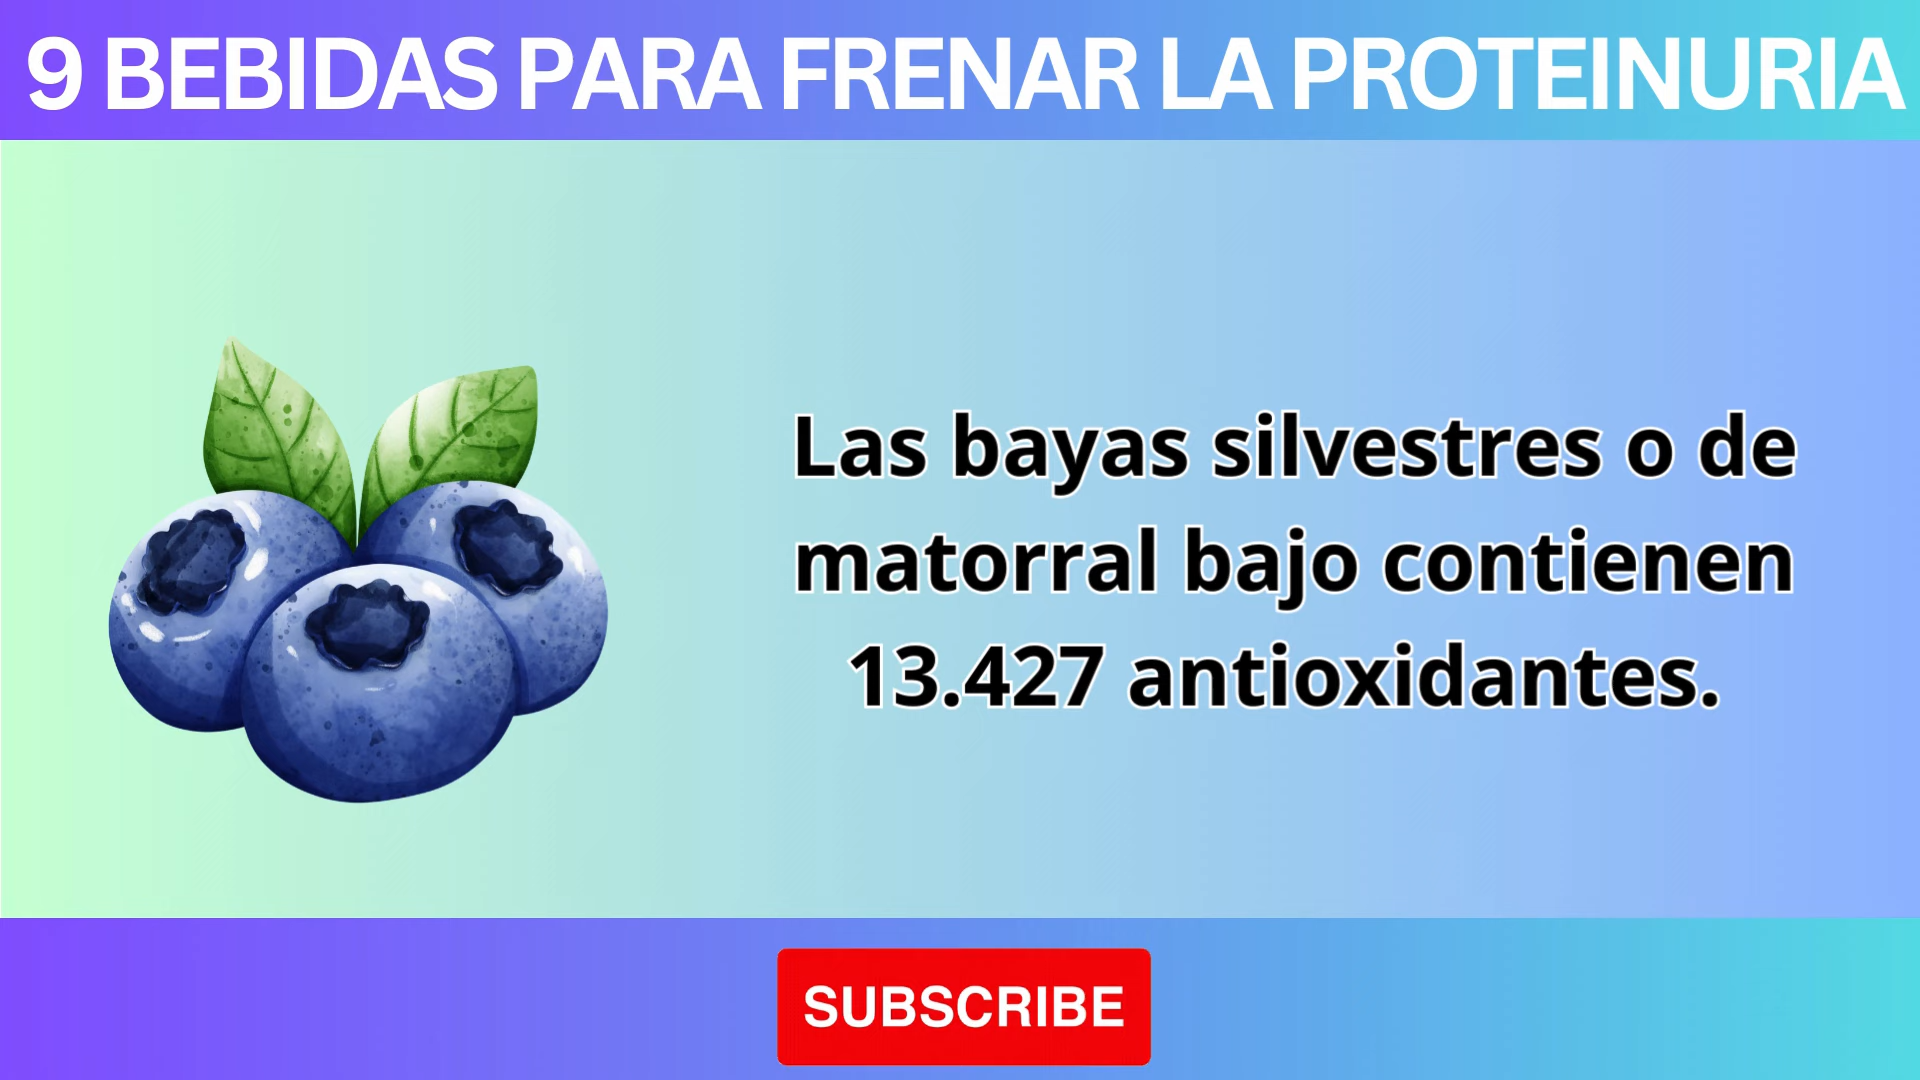 9 BEBIDAS PARA FRENAR LA PROTEINURIA
Las bayas silvestres o de
matorral bajo contienen
13.427 antioxidantes.
SUBSCRIBE